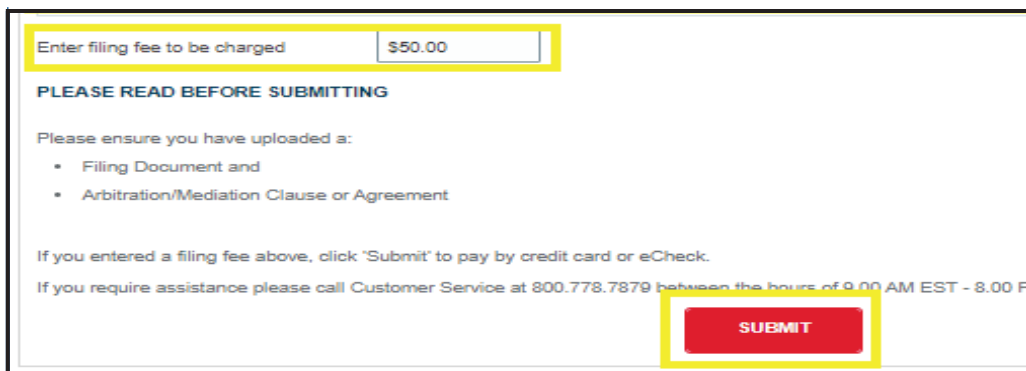 Enter filing fee to be charged $50.00
PLEASE READ BEFORE SUBMITTING
Please ensure you have uploaded a:
• Filing Document and
• Arbitration/Mediation Clause or Agreement
If you entered a filing fee above, click 'Submit' to pay by credit card or eCheck.
If you require assistance please call Customer Service at 800.778.7879 between the hours of 9.00 AM EST - 8.00
SUBMIT